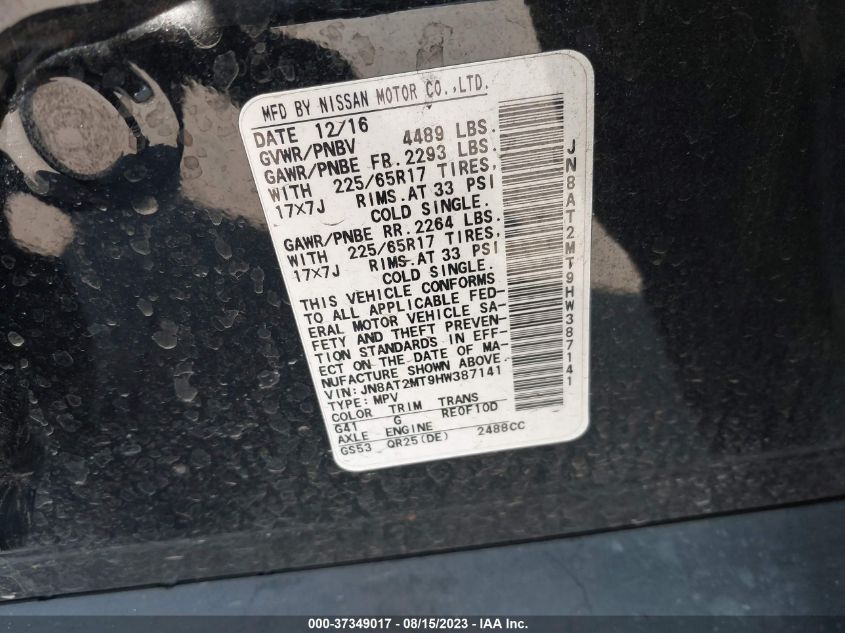 MFD BY NISSAN MOTOR CO.,LTD.
DATE 12/16
GVWR/PNBV 4489 LBS.
GAWR/PNBE FR.2293 LBS.
WITH 225/65R17 TIRES,
17X7J RIMS.AT 33 PSI
COLD SINGLE.
GAWR/PNBE RR.2264 LBS.
WITH 225/65R17 TIRES,
17X7J RIMS.AT 33 PSI
COLD SINGLE.
THIS VEHICLE CONFORMS
TO ALL APPLICABLE FED-
ERAL MOTOR VEHICLE SA-
FETY AND THEFT PREVEN-
TION STANDARDS IN EFF-
ECT ON THE DATE OF MA-
NUFACTURE SHOWN ABOVE.
VIN:JN8AT2MT9HW387141
TYPE:MPV
COLOR TRIM TRANS
G41 G RE0F10D
AXLE ENGINE
GS53 QR25(DE) 2488CC
JN8AT2MT9HW387141
000-37349017 - 08/15/2023 - IAA Inc.